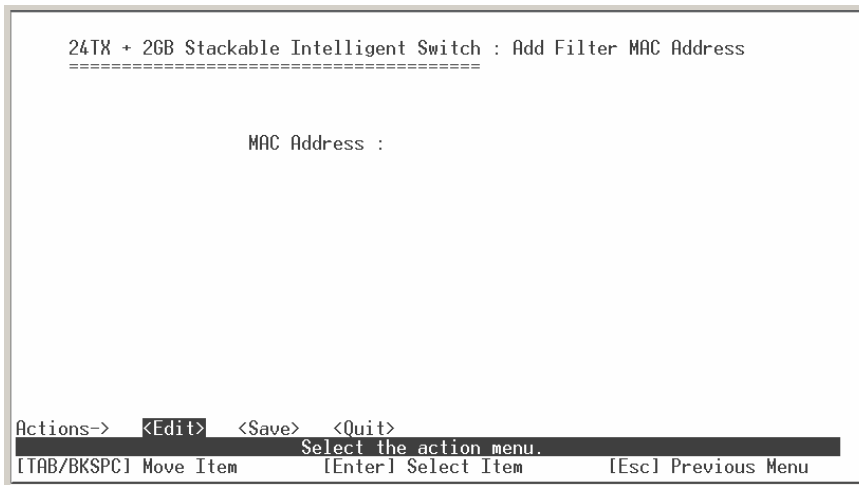 24TX + 2GB Stackable Intelligent Switch : Add Filter MAC Address
=======================================
MAC Address :
Actions-> <Edit> <Save> <Quit>
Select the action menu.
[TAB/BKSPC] Move Item [Enter] Select Item [Esc] Previous Menu